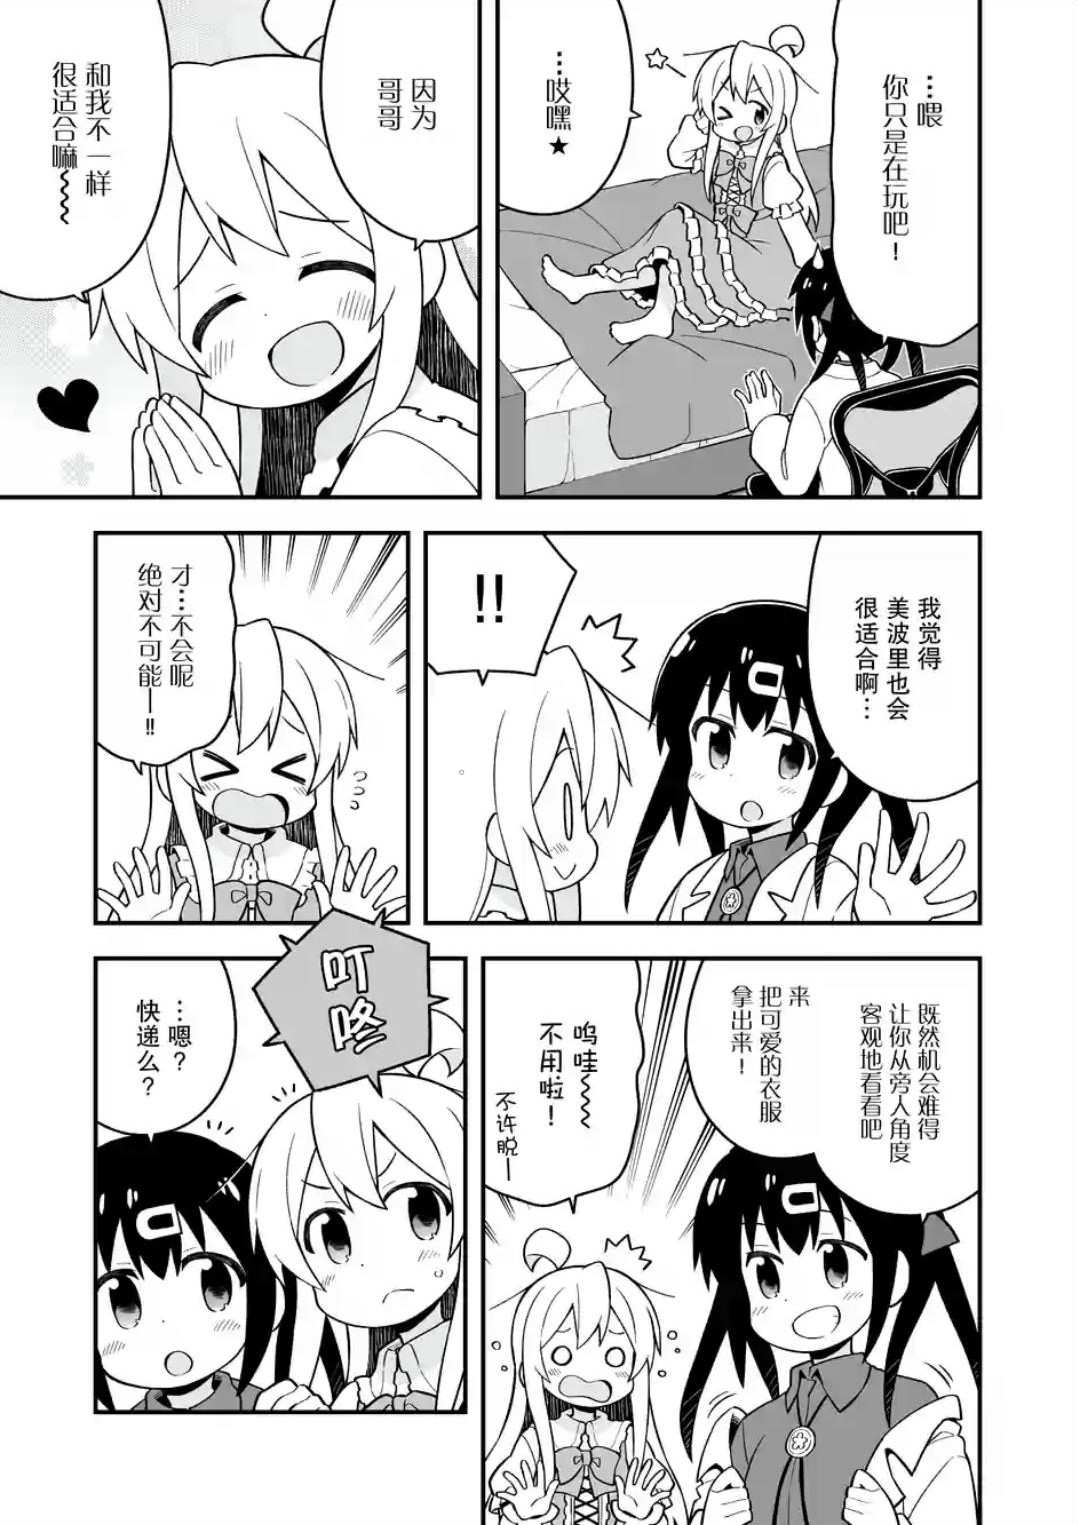 …喂
你只是在玩吧！
…哎嘿★
因为
哥哥
和我不一样
很适合嘛～～～
我觉得
美波里也会
很适合啊…
!!
才…不会呢
绝对不可能—!!
既然机会难得
让你从旁人角度
客观地看看吧
来
把可爱的衣服
拿出来！
呜哇～～～
不用啦！
不许脱—
叮咚
…嗯？
快递么？